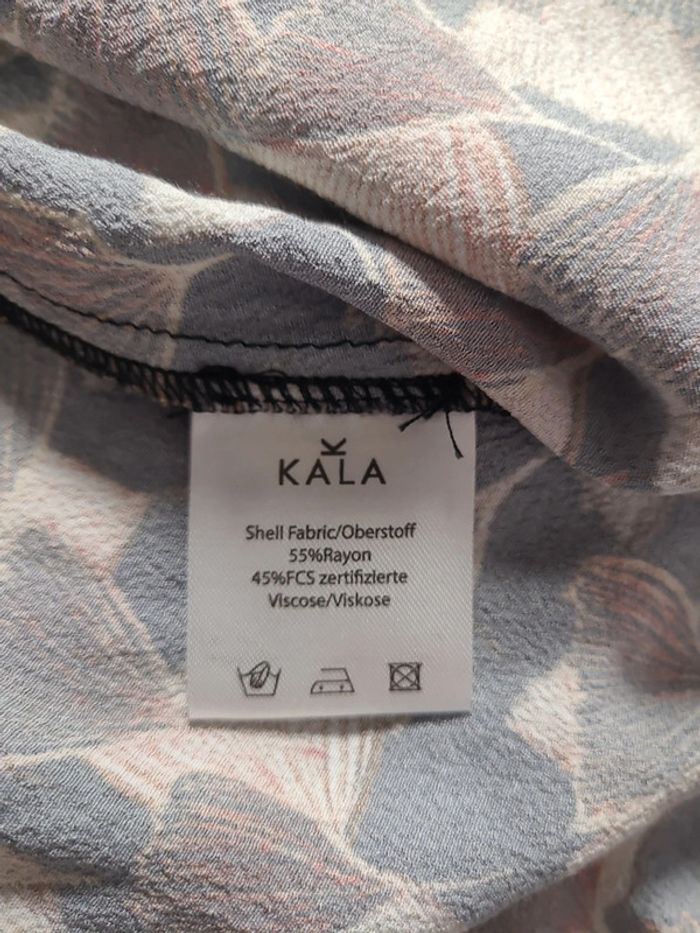 K
KALA
Shell Fabric/Oberstoff
55%Rayon
45%FCS zertifizierte
Viscose/Viskose